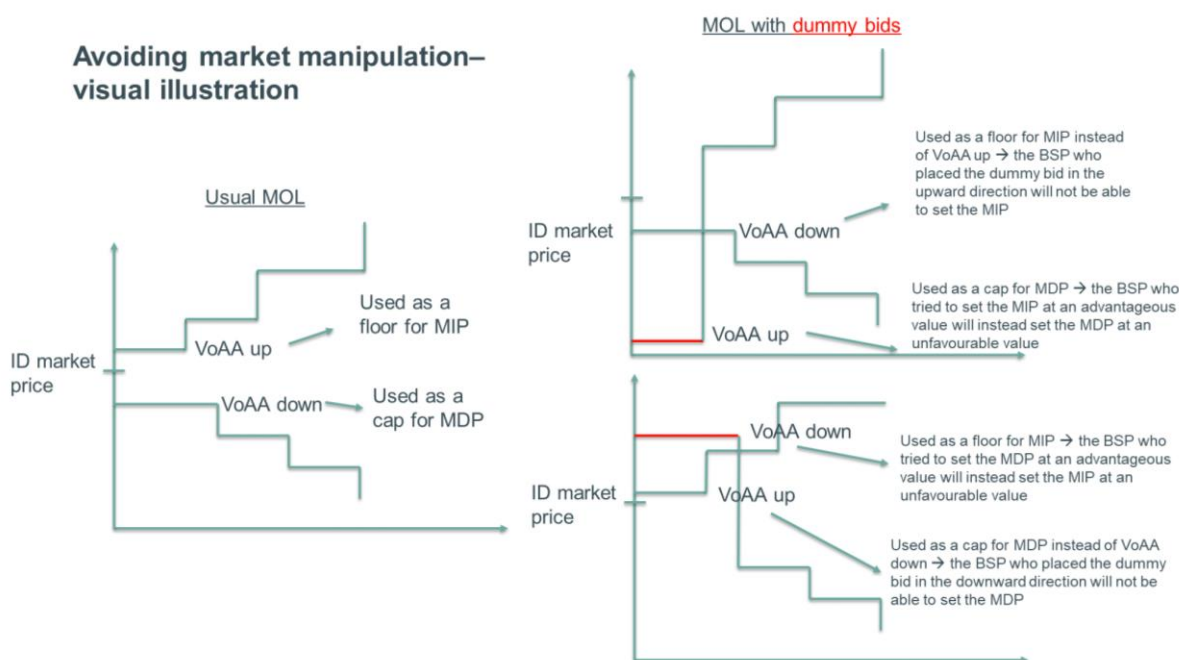 Avoiding market manipulation–
visual illustration
Usual MOL
ID market
price
VoAA up
Used as a
floor for MIP
VoAA down
Used as a
cap for MDP
MOL with dummy bids
ID market
price
VoAA down
Used as a floor for MIP instead
of VoAA up → the BSP who
placed the dummy bid in the
upward direction will not be able
to set the MIP
VoAA up
Used as a cap for MDP → the BSP who
tried to set the MIP at an advantageous
value will instead set the MDP at an
unfavourable value
ID market
price
VoAA down
Used as a floor for MIP → the BSP who
tried to set the MDP at an advantageous
value will instead set the MIP at an
unfavourable value
VoAA up
Used as a cap for MDP instead of VoAA
down → the BSP who placed the dummy
bid in the downward direction will not be
able to set the MDP